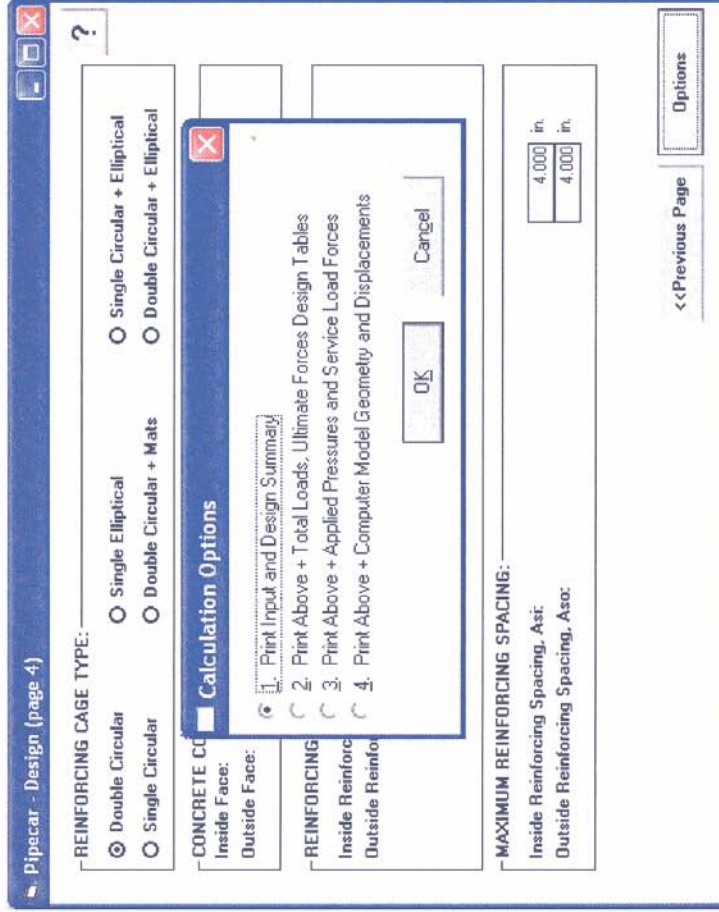 Pipecar - Design (page 4)
?
REINFORCING CAGE TYPE:
Double Circular
Single Elliptical
Single Circular + Elliptical
Single Circular
Double Circular + Mats
Double Circular + Elliptical
CONCRETE CO
Inside Face:
Outside Face:
REINFORCING
Inside Reinforc
Outside Reinfor
Calculation Options
1. Print Input and Design Summary
2. Print Above + Total Loads, Ultimate Forces Design Tables
3. Print Above + Applied Pressures and Service Load Forces
4. Print Above + Computer Model Geometry and Displacements
OK
Cancel
MAXIMUM REINFORCING SPACING:
Inside Reinforcing Spacing, Asi:
4.000 in.
Outside Reinforcing Spacing, Aso:
4.000 in.
<<Previous Page
Options